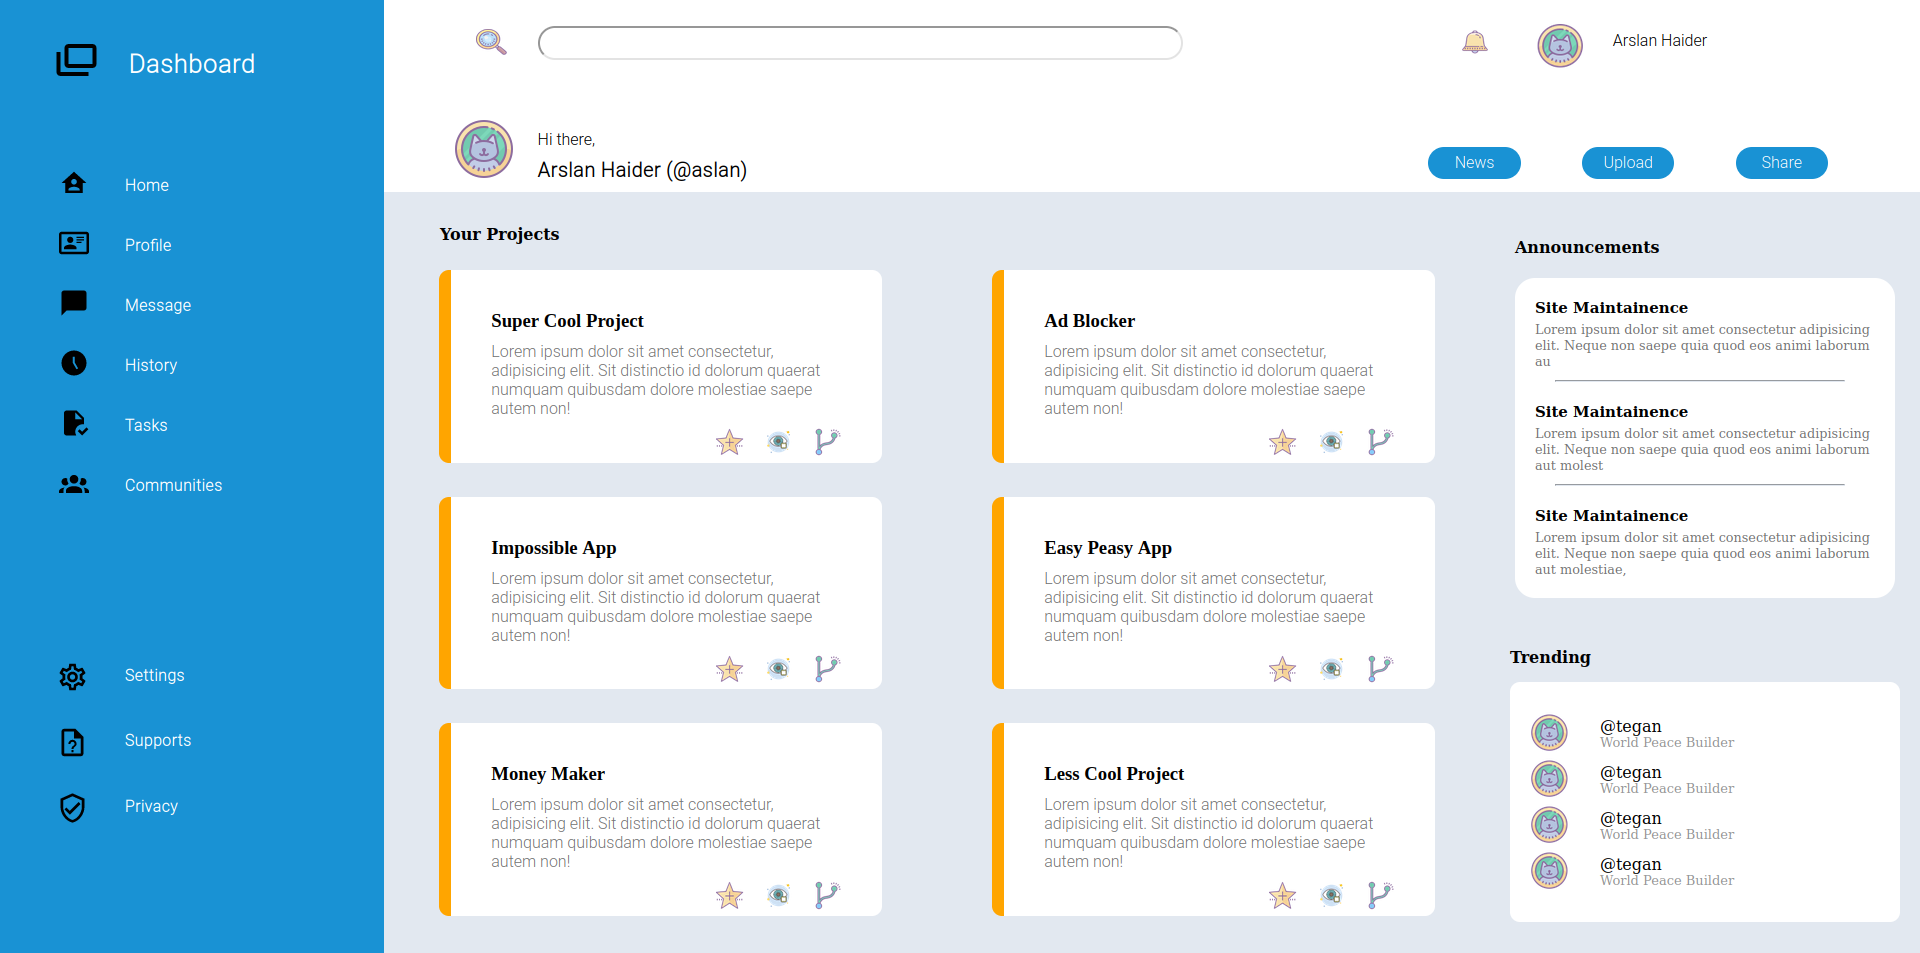 Dashboard
Home
Profile
Message
History
Tasks
Communities
Settings
Supports
Privacy
Arslan Haider
Hi there,
Arslan Haider (@aslan)
News
Upload
Share
Your Projects
Super Cool Project
Lorem ipsum dolor sit amet consectetur,
adipisicing elit. Sit distinctio id dolorum quaerat
numquam quibusdam dolore molestiae saepe
autem non!
Ad Blocker
Lorem ipsum dolor sit amet consectetur,
adipisicing elit. Sit distinctio id dolorum quaerat
numquam quibusdam dolore molestiae saepe
autem non!
Impossible App
Lorem ipsum dolor sit amet consectetur,
adipisicing elit. Sit distinctio id dolorum quaerat
numquam quibusdam dolore molestiae saepe
autem non!
Easy Peasy App
Lorem ipsum dolor sit amet consectetur,
adipisicing elit. Sit distinctio id dolorum quaerat
numquam quibusdam dolore molestiae saepe
autem non!
Money Maker
Lorem ipsum dolor sit amet consectetur,
adipisicing elit. Sit distinctio id dolorum quaerat
numquam quibusdam dolore molestiae saepe
autem non!
Less Cool Project
Lorem ipsum dolor sit amet consectetur,
adipisicing elit. Sit distinctio id dolorum quaerat
numquam quibusdam dolore molestiae saepe
autem non!
Announcements
Site Maintainence
Lorem ipsum dolor sit amet consectetur adipisicing
elit. Neque non saepe quia quod eos animi laborum
au
Site Maintainence
Lorem ipsum dolor sit amet consectetur adipisicing
elit. Neque non saepe quia quod eos animi laborum
aut molest
Site Maintainence
Lorem ipsum dolor sit amet consectetur adipisicing
elit. Neque non saepe quia quod eos animi laborum
aut molestiae,
Trending
@tegan
World Peace Builder
@tegan
World Peace Builder
@tegan
World Peace Builder
@tegan
World Peace Builder